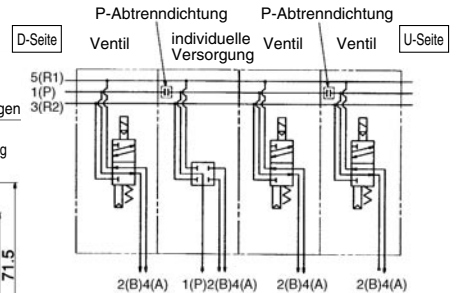 P-Abtrenndichtung P-Abtrenndichtung
D-Seite Ventil individuelle Versorgung Ventil Ventil U-Seite
5(R1)
1(P)
3(R2)
gen
g
71.5
2(B)4(A) 1(P)2(B)4(A) 2(B)4(A) 2(B)4(A)